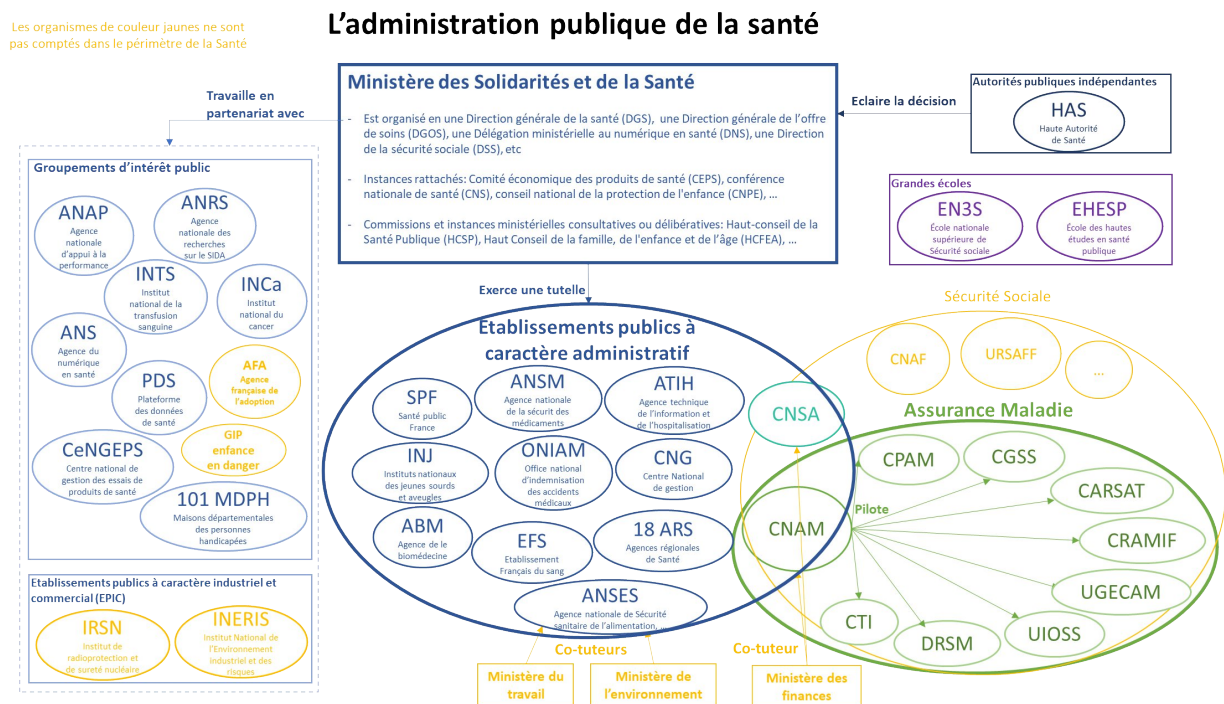 L'administration publique de la santé
Les organismes de couleur jaunes ne sont
pas comptés dans le périmètre de la Santé
Ministère des Solidarités et de la Santé
- Est organisé en une Direction générale de la santé (DGS), une Direction générale de l'offre
de soins (DGOS), une Délégation ministérielle au numérique en santé (DNS), une Direction
de la sécurité sociale (DSS), etc
- Instances rattachés: Comité économique des produits de santé (CEPS), conférence
nationale de santé (CNS), conseil national de la protection de l'enfance (CNPE), ...
- Commissions et instances ministérielles consultatives ou délibératives: Haut-conseil de la
Santé Publique (HCSP), Haut Conseil de la famille, de l'enfance et de l'âge (HCFEA), ...
Travaille en
partenariat avec
Eclaire la décision
Autorités publiques indépendantes
HAS
Haute Autorité
de Santé
Grandes écoles
EN3S
École nationale
supérieure de
Sécurité sociale
EHESP
École des hautes
études en santé
publique
Groupements d'intérêt public
ANAP
Agence
nationale
d'appui à la
performance
ANRS
Agence
nationale des
recherches
sur le SIDA
INTS
Institut
national de la
transfusion
sanguine
INCa
Institut
national du
cancer
ANS
Agence du
numérique
en santé
PDS
Plateforme
des données
de santé
AFA
Agence
française de
l'adoption
GIP
enfance
en danger
CeNGEPS
Centre national de
gestion des essais de
produits de santé
101 MDPH
Maisons départementales
des personnes
handicapées
Etablissements publics à caractère industriel et
commercial (EPIC)
IRSN
Institut de
radioprotection et
de sureté nucléaire
INERIS
Institut National de
l'Environnement
industriel et des
risques
Exerce une tutelle
Etablissements publics à
caractère administratif
SPF
Santé public
France
ANSM
Agence nationale
de la sécurit des
médicaments
ATIH
Agence technique
de l'information et
de l'hospitalisation
INJ
Instituts nationaux
des jeunes sourds
et aveugles
ONIAM
Office national
d'indemnisation
des accidents
médicaux
CNG
Centre National
de gestion
ABM
Agence de le
biomédecine
EFS
Etablissement
Français du sang
18 ARS
Agences régionales
de Santé
ANSES
Agence nationale de Sécurité
sanitaire de l'alimentation, ...
Co-tuteurs
Ministère du
travail
Ministère de
l'environnement
Co-tuteur
Ministère des
finances
Sécurité Sociale
CNAF
URSAFF
...
CNSA
Assurance Maladie
CNAM
Pilote
CPAM
CGSS
CARSAT
CRAMIF
UGECAM
UIOSS
DRSM
CTI